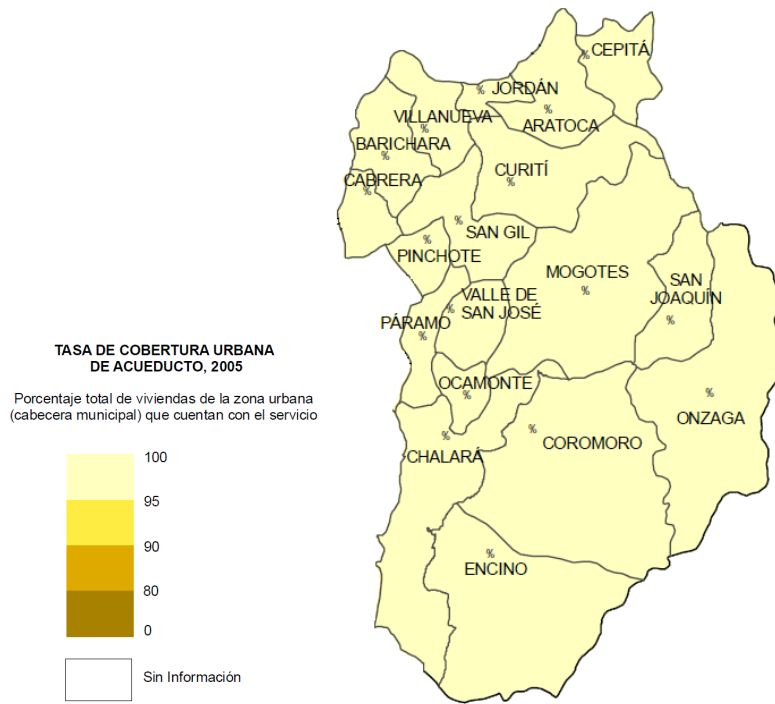 CEPITÁ
%
JORDÁN
%
VILLANUEVA
%
ARATOCA
%
BARICHARA
%
CABRERA
%
CURITÍ
%
SAN GIL
%
PINCHOTE
%
MOGOTES
%
SAN
JOAQUÍN
%
VALLE DE
SAN JOSÉ
%
PÁRAMO
%
OCAMONTE
%
ONZAGA
%
CHALARÁ
%
COROMORO
%
ENCINO
%
TASA DE COBERTURA URBANA
DE ACUEDUCTO, 2005
Porcentaje total de viviendas de la zona urbana
(cabecera municipal) que cuentan con el servicio
100
95
90
80
0
Sin Información